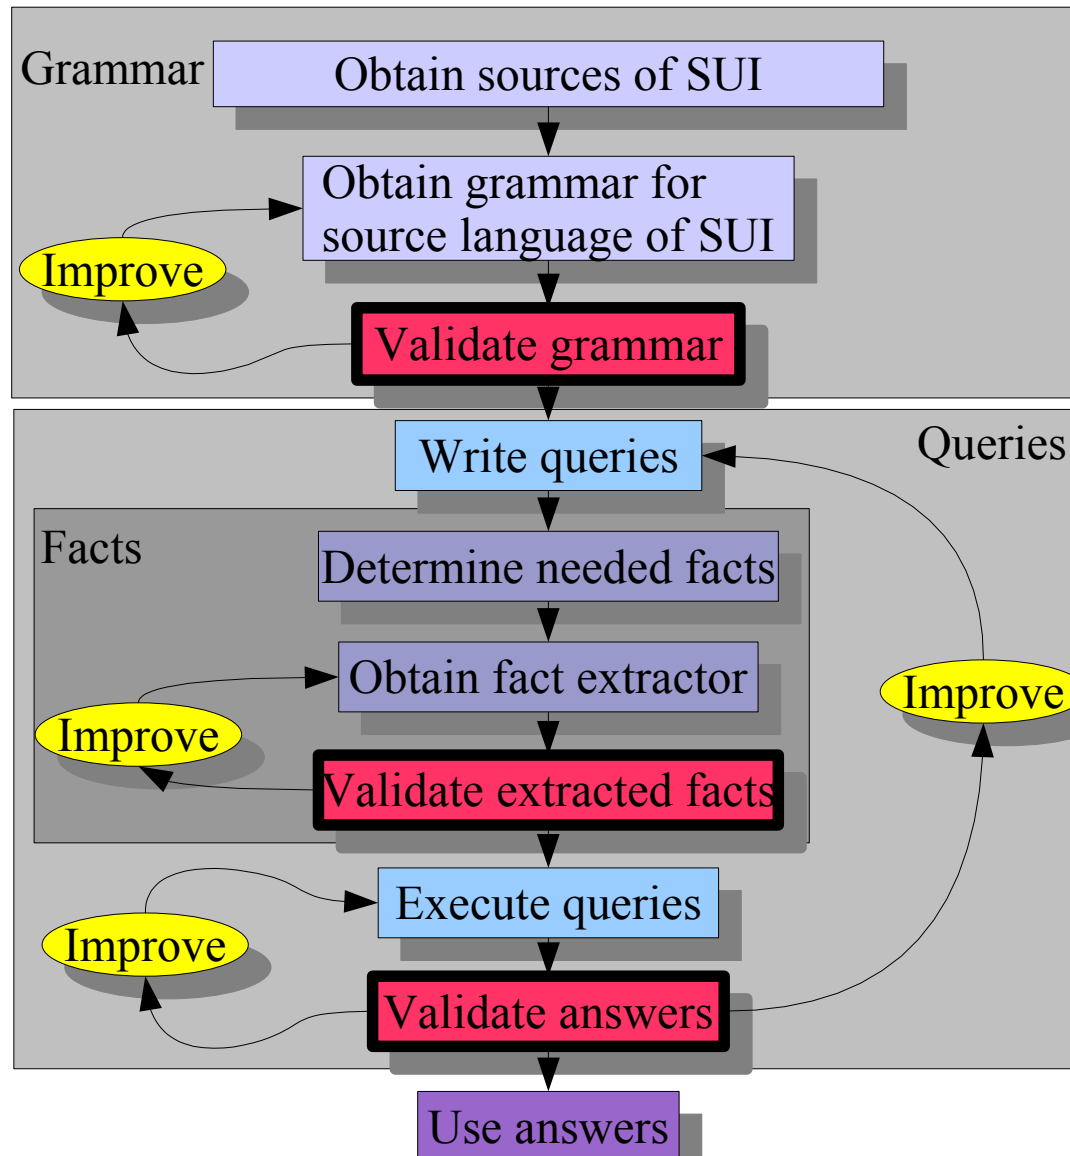 Grammar
Obtain sources of SUI
Obtain grammar for
source language of SUI
Improve
Validate grammar
Write queries
Queries
Facts
Determine needed facts
Obtain fact extractor
Improve
Improve
Validate extracted facts
Execute queries
Improve
Validate answers
Use answers